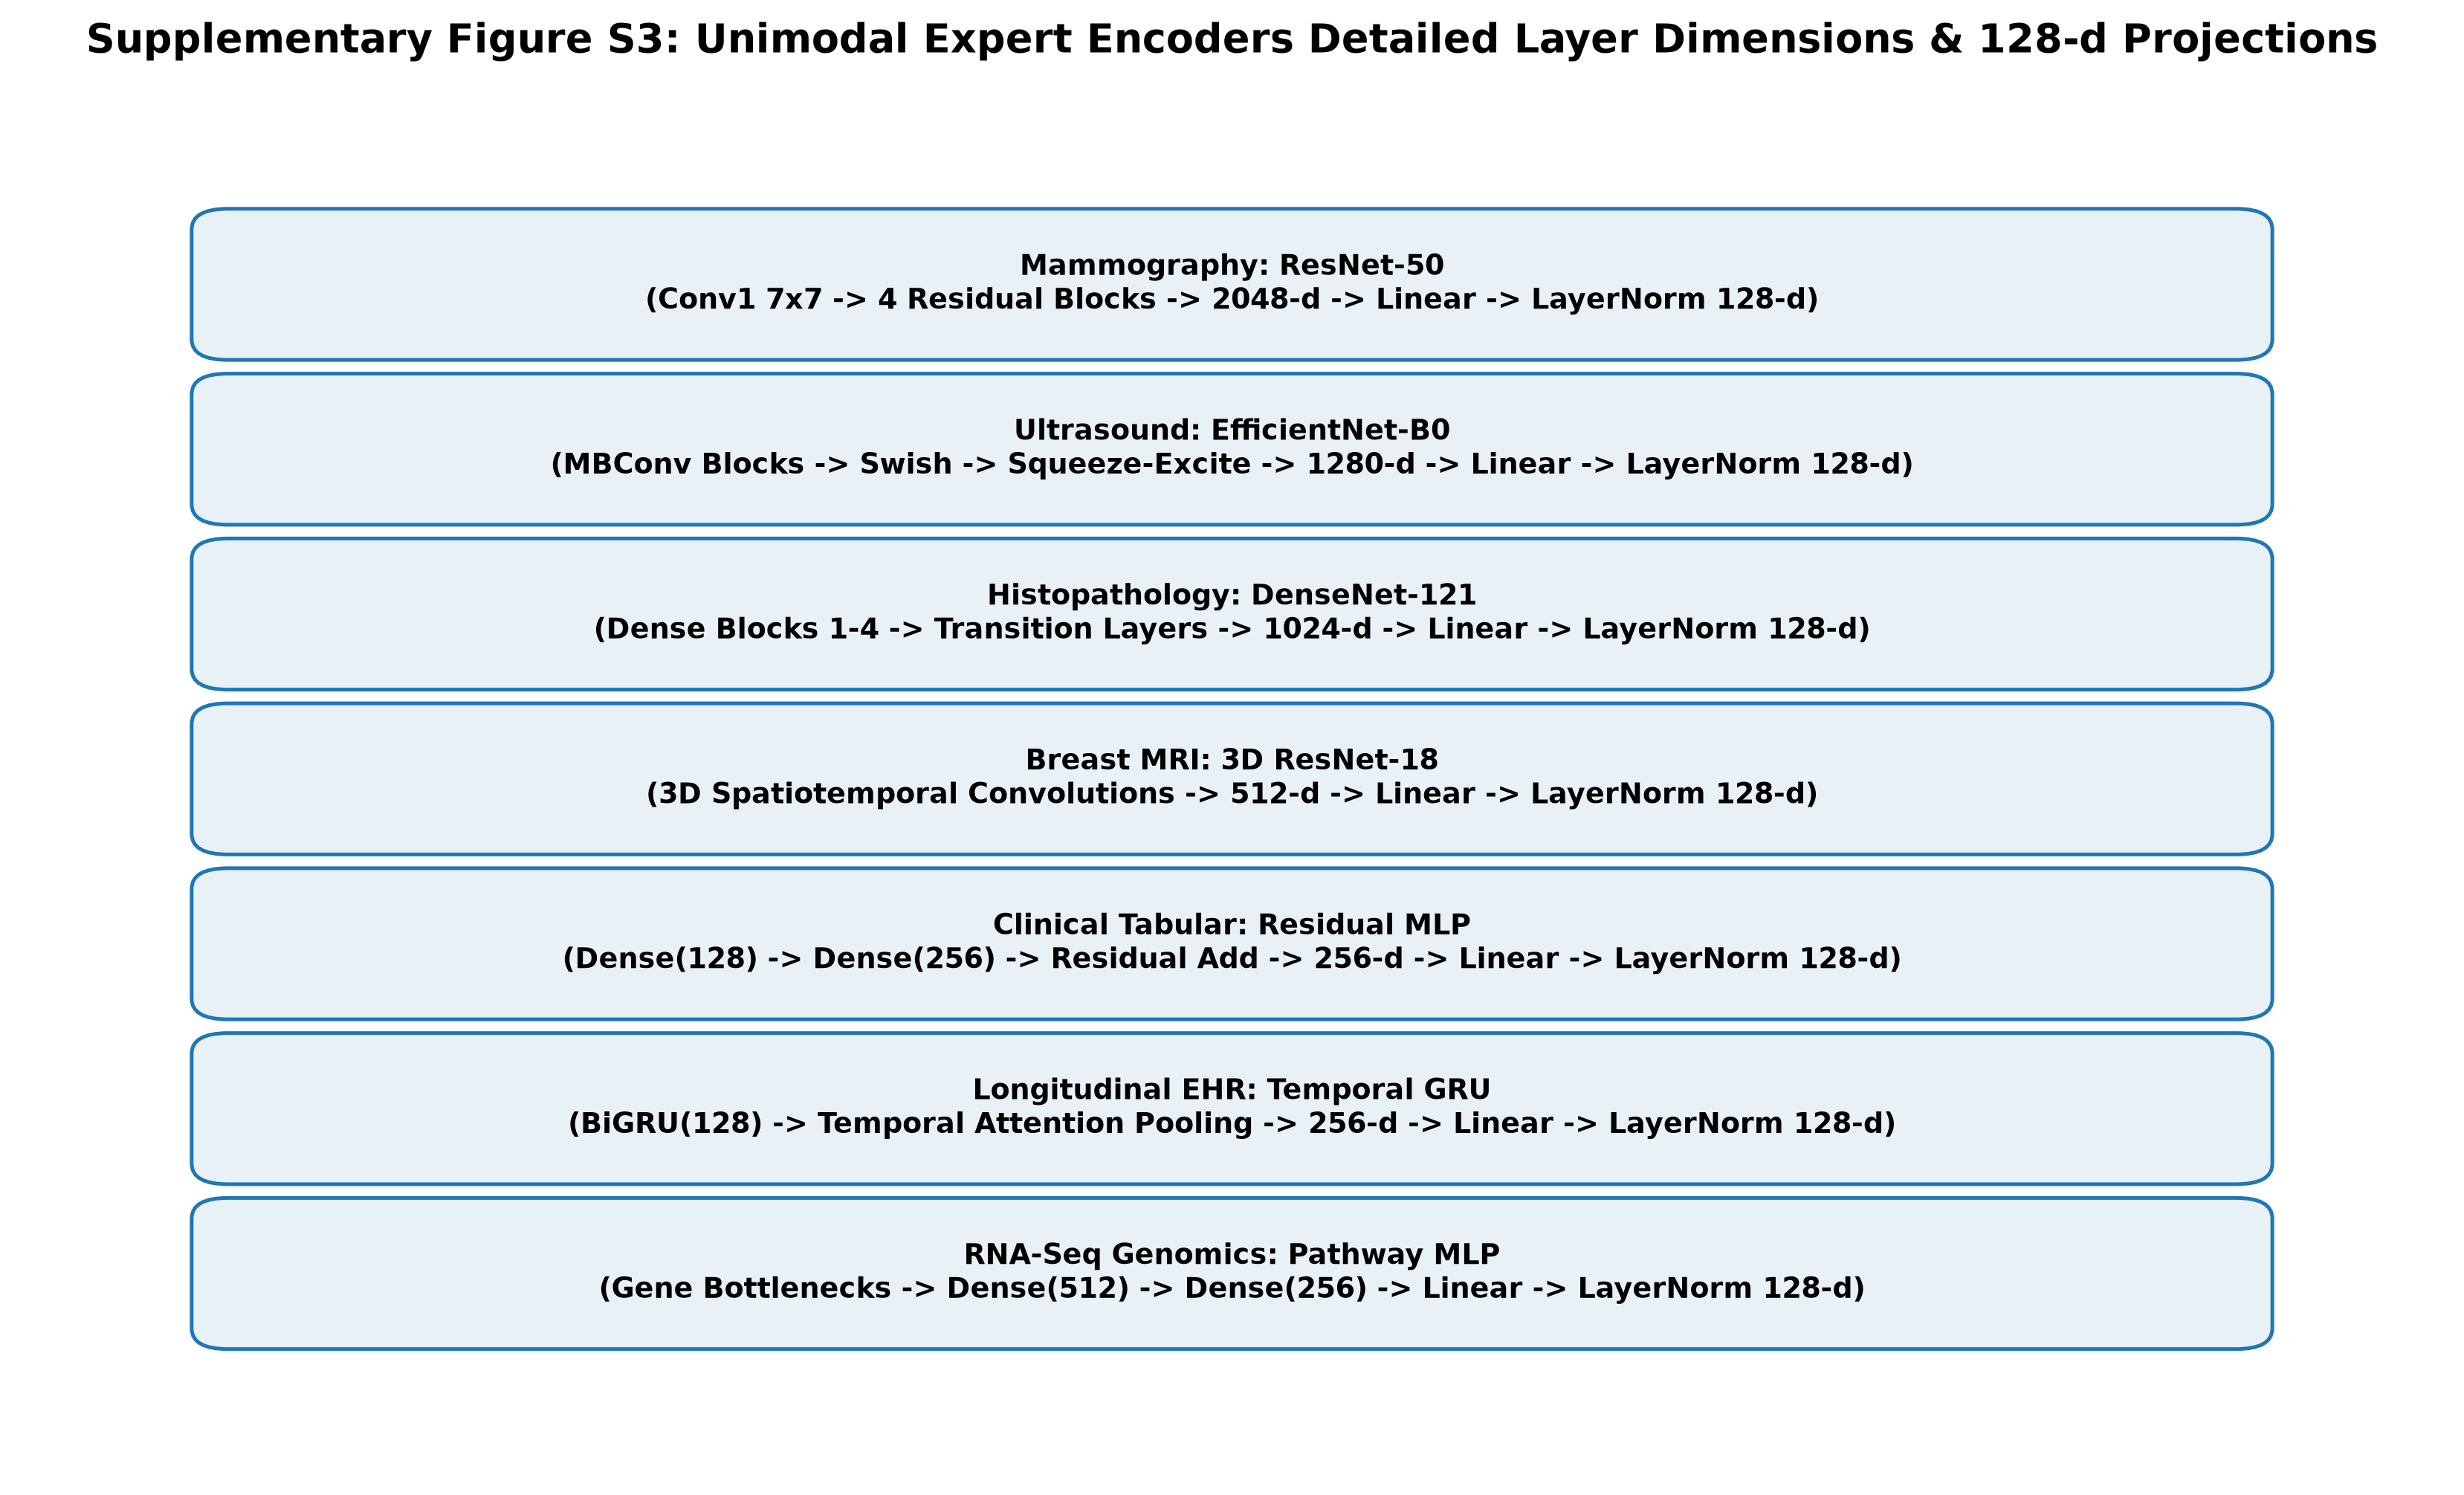 Supplementary Figure S3: Unimodal Expert Encoders Detailed Layer Dimensions & 128-d Projections
Mammography: ResNet-50
(Conv1 7x7 -> 4 Residual Blocks -> 2048-d -> Linear -> LayerNorm 128-d)
Ultrasound: EfficientNet-B0
(MBConv Blocks -> Swish -> Squeeze-Excite -> 1280-d -> Linear -> LayerNorm 128-d)
Histopathology: DenseNet-121
(Dense Blocks 1-4 -> Transition Layers -> 1024-d -> Linear -> LayerNorm 128-d)
Breast MRI: 3D ResNet-18
(3D Spatiotemporal Convolutions -> 512-d -> Linear -> LayerNorm 128-d)
Clinical Tabular: Residual MLP
(Dense(128) -> Dense(256) -> Residual Add -> 256-d -> Linear -> LayerNorm 128-d)
Longitudinal EHR: Temporal GRU
(BiGRU(128) -> Temporal Attention Pooling -> 256-d -> Linear -> LayerNorm 128-d)
RNA-Seq Genomics: Pathway MLP
(Gene Bottlenecks -> Dense(512) -> Dense(256) -> Linear -> LayerNorm 128-d)